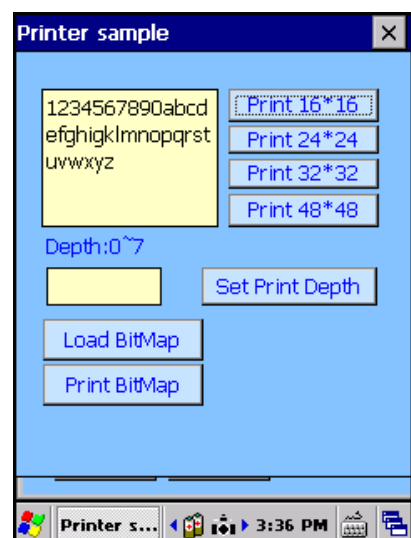 Printer sample
1234567890abcd
efghigklmnopqrst
uvwxyz
Print 16*16
Print 24*24
Print 32*32
Print 48*48
Depth:0~7
Set Print Depth
Load BitMap
Print BitMap
Printer s... 3:36 PM